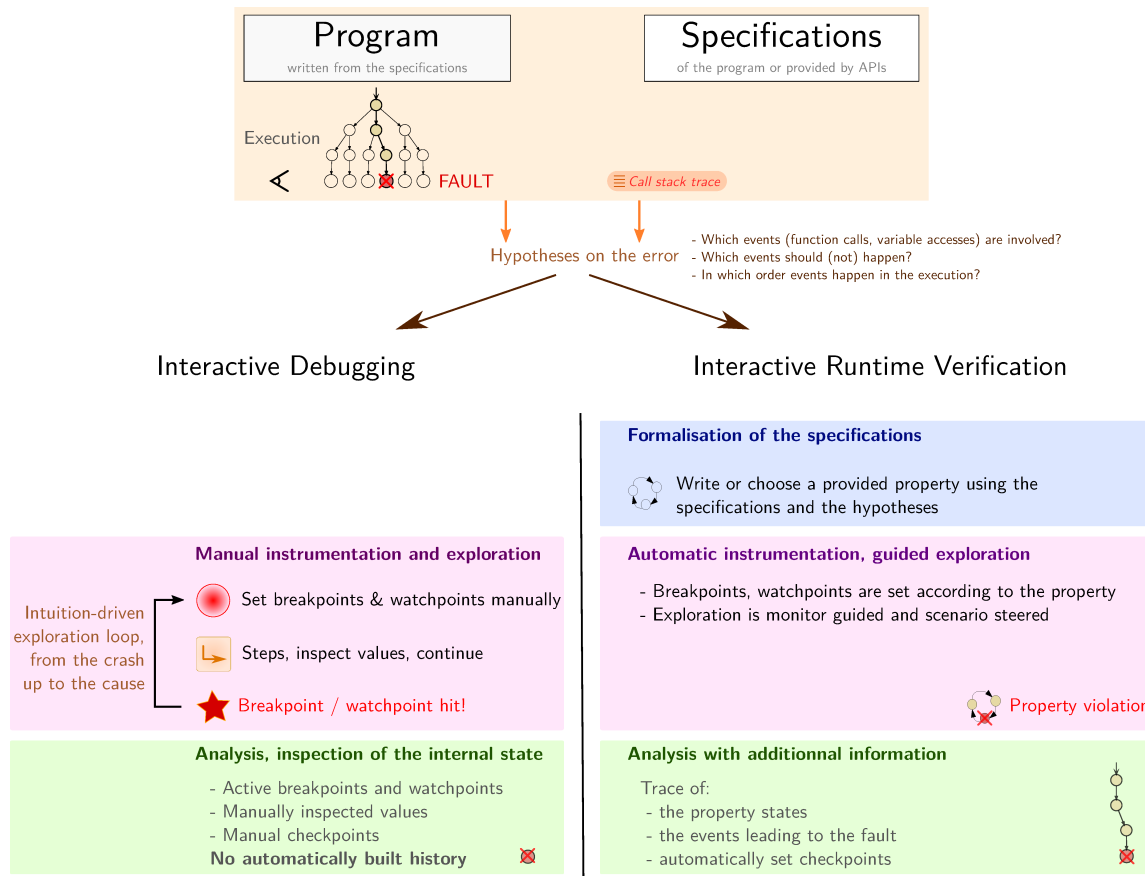 Program
written from the specifications
Specifications
of the program or provided by APIs
Execution
FAULT
Call stack trace
Hypotheses on the error
- Which events (function calls, variable accesses) are involved?
- Which events should (not) happen?
- In which order events happen in the execution?
Interactive Debugging
Interactive Runtime Verification
Formalisation of the specifications
Write or choose a provided property using the
specifications and the hypotheses
Manual instrumentation and exploration
Intuition-driven
exploration loop,
from the crash
up to the cause
Set breakpoints & watchpoints manually
Steps, inspect values, continue
Breakpoint / watchpoint hit!
Automatic instrumentation, guided exploration
- Breakpoints, watchpoints are set according to the property
- Exploration is monitor guided and scenario steered
Property violation
Analysis, inspection of the internal state
- Active breakpoints and watchpoints
- Manually inspected values
- Manual checkpoints
No automatically built history
Analysis with additionnal information
Trace of:
- the property states
- the events leading to the fault
- automatically set checkpoints